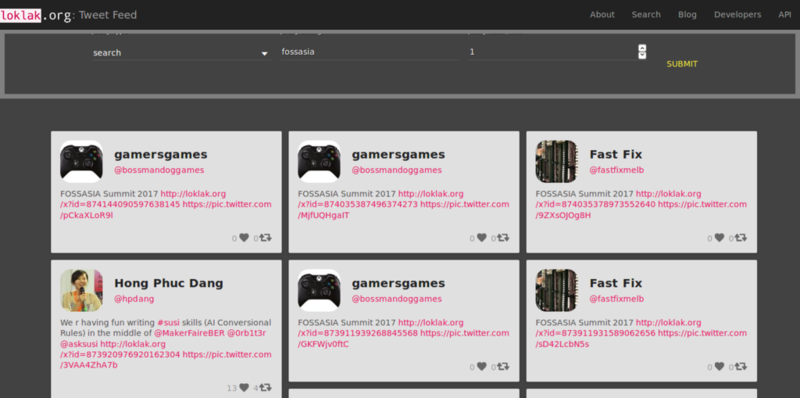 loklak.org: Tweet Feed
About Search Blog Developers API
search fossasia 1
SUBMIT
gamersgames
@bossmandoggames
FOSSASIA Summit 2017 http://loklak.org
/x?id=874144090597638145 https://pic.twitter.com
/pCkaXLoR9l
0 0
gamersgames
@bossmandoggames
FOSSASIA Summit 2017 http://loklak.org
/x?id=874035387496374273 https://pic.twitter.com
/MjfUQHgaIT
0 0
Fast Fix
@fastfixmelb
FOSSASIA Summit 2017 http://loklak.org
/x?id=874035378973552640 https://pic.twitter.com
/9ZXsOJOg8H
0 0
Hong Phuc Dang
@hpdang
We r having fun writing #susi skills (AI Conversional
Rules) in the middle of @MakerFaireBER @0rb1t3r
@asksusi http://loklak.org
/x?id=873920976920162304 https://pic.twitter.com
/3VAA4ZhA7b
13 4
gamersgames
@bossmandoggames
FOSSASIA Summit 2017 http://loklak.org
/x?id=873911939268845568 https://pic.twitter.com
/GKFWjv0ftC
0 0
Fast Fix
@fastfixmelb
FOSSASIA Summit 2017 http://loklak.org
/x?id=873911931589062656 https://pic.twitter.com
/sD42LcbN5s
0 0